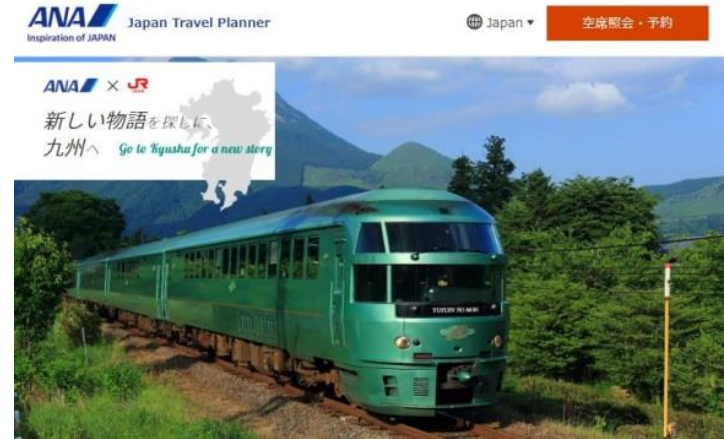 ANA Japan Travel Planner
Inspiration of JAPAN
Japan ▾
空席照会・予約
ANA × JR
新しい物語を探しに、
九州へ Go to Kyushu for a new story
YUFUIN NO MORI